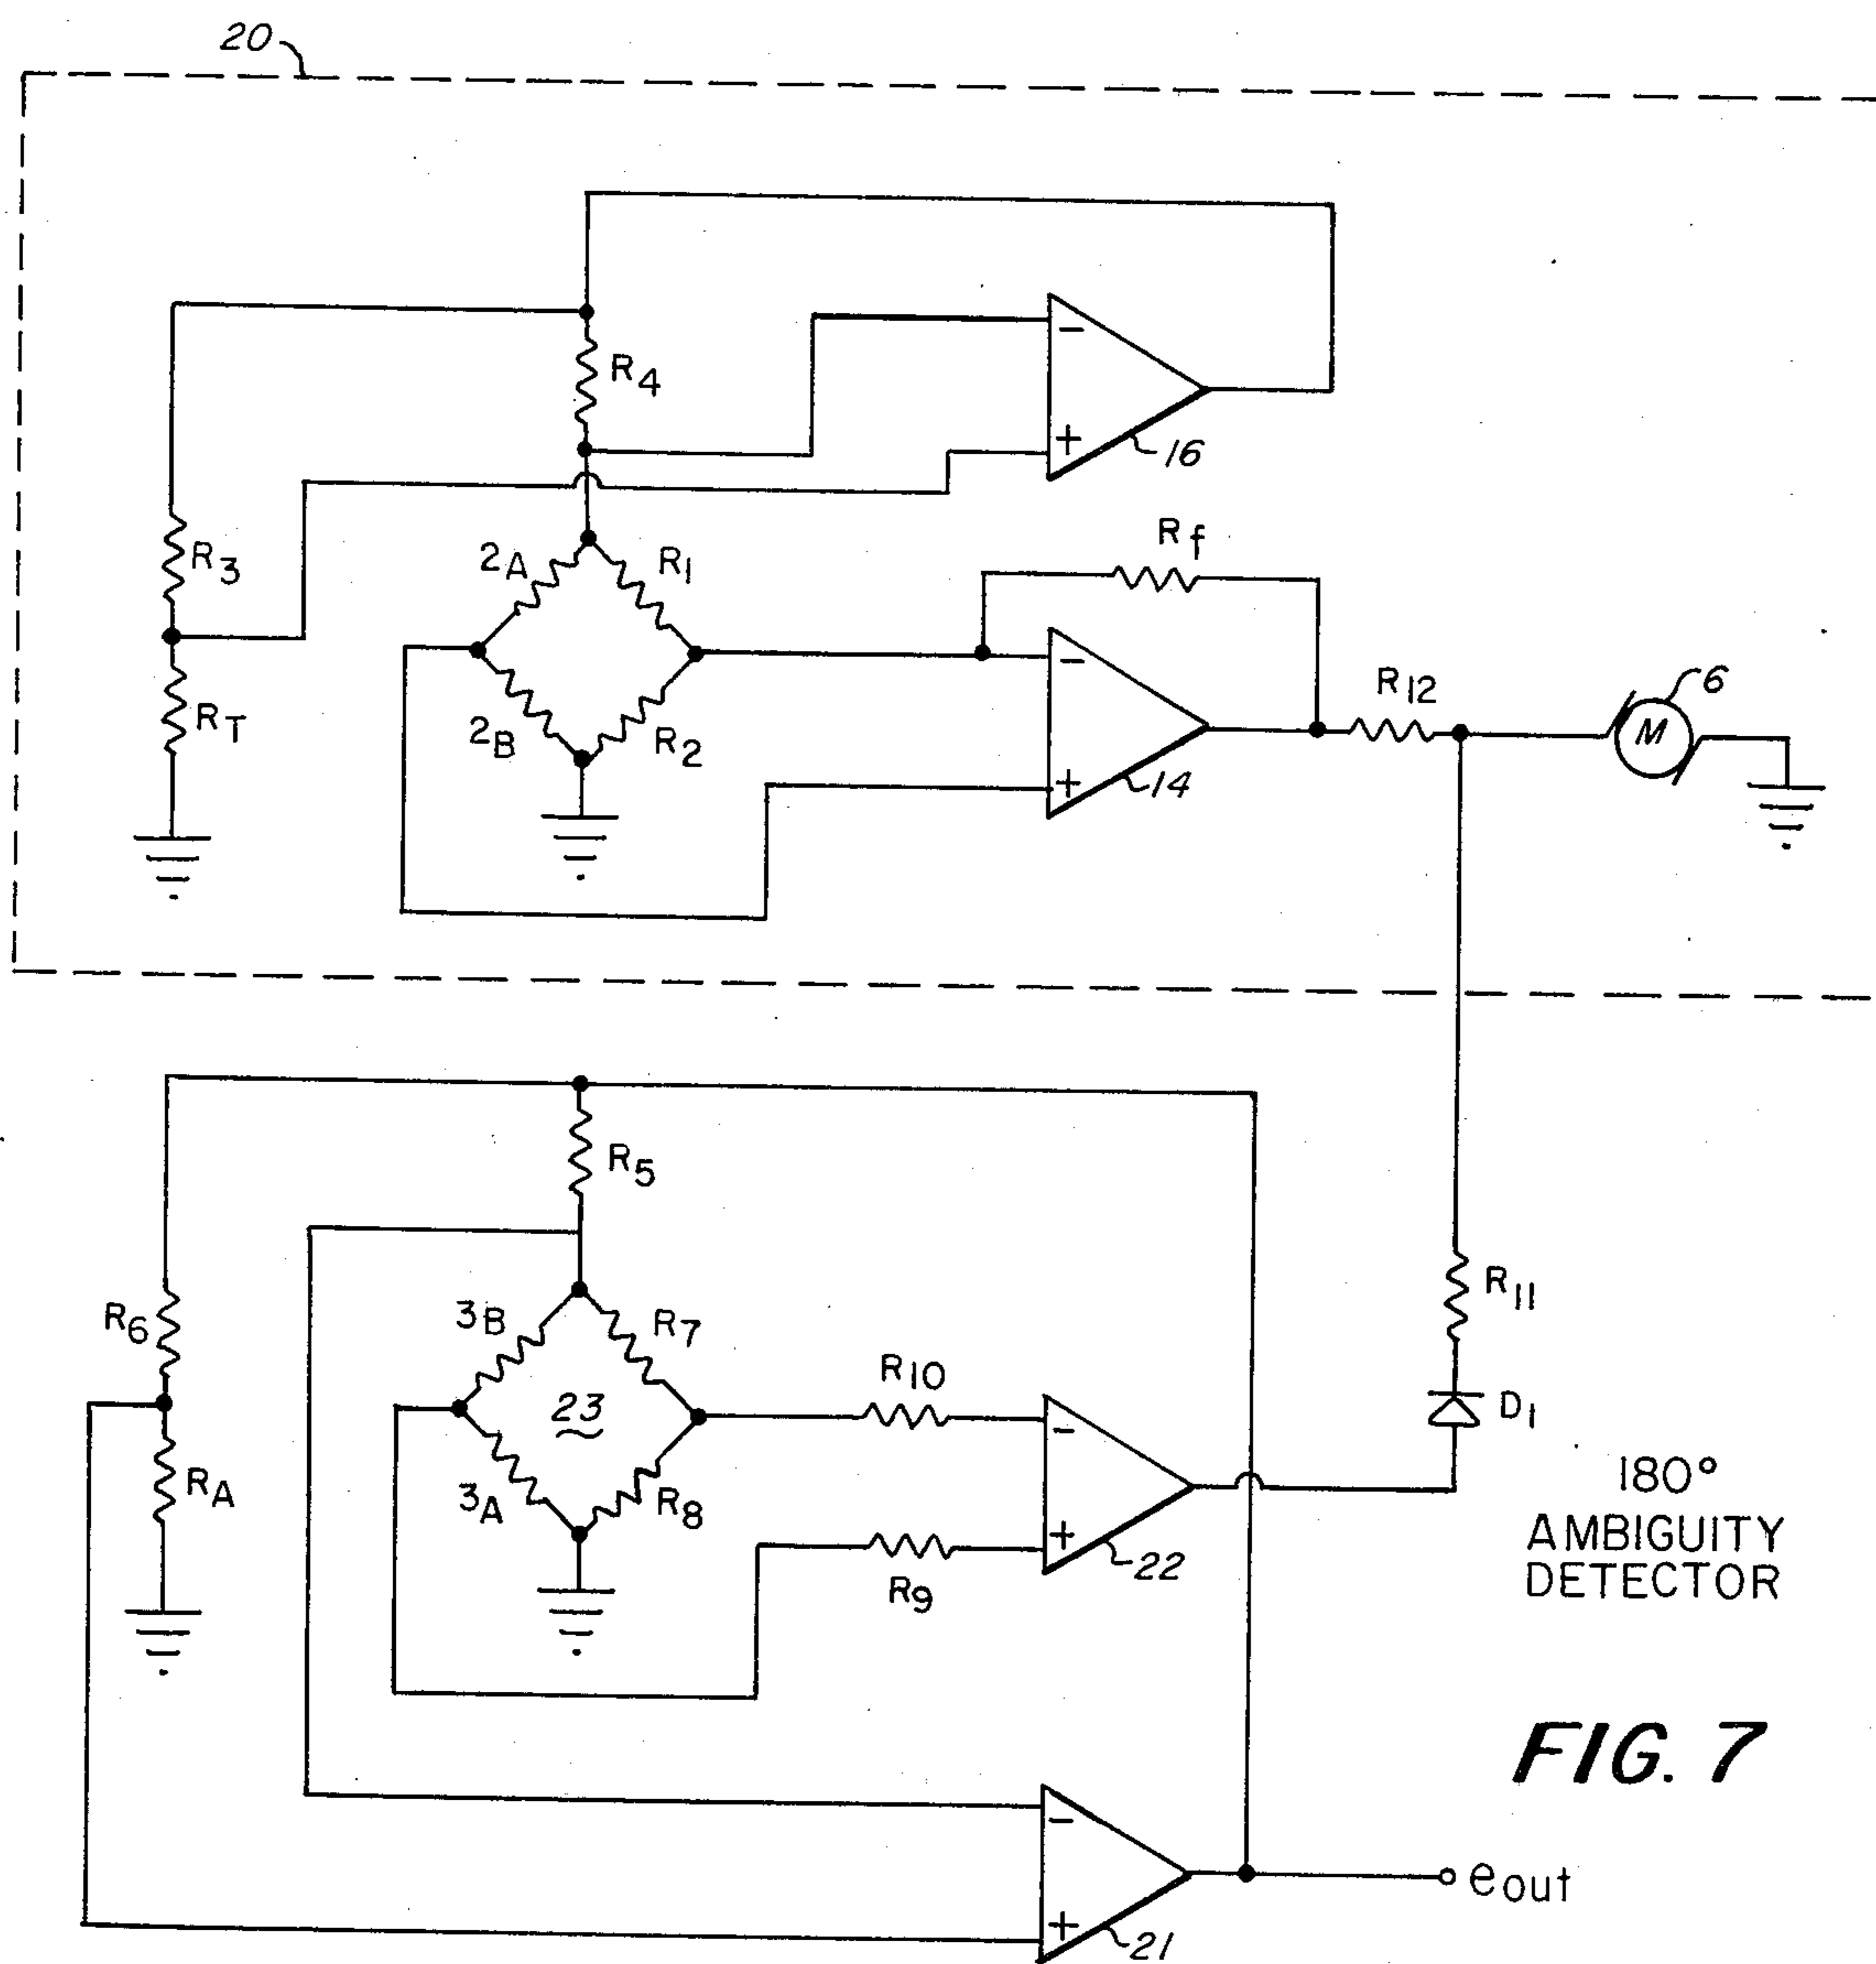 20
R4
−
+
16
R3
2A
R1
Rf
RT
2B
R2
−
+
14
R12
M
6
R5
R6
3B
R7
23
R10
R11
D1
RA
3A
R8
−
+
22
R9
180°
AMBIGUITY
DETECTOR
FIG. 7
−
+
21
eout